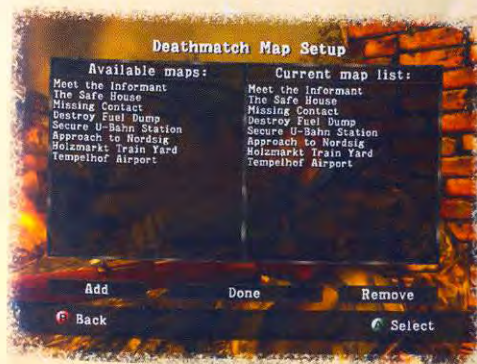 Deathmatch Map Setup
Available maps:
Meet the Informant
The Safe House
Missing Contact
Destroy Fuel Dump
Secure U-Bahn Station
Approach to Nordsig
Holzmarkt Train Yard
Tempelhof Airport
Current map list:
Meet the Informant
The Safe House
Missing Contact
Destroy Fuel Dump
Secure U-Bahn Station
Approach to Nordsig
Holzmarkt Train Yard
Tempelhof Airport
Add Done Remove
B Back A Select